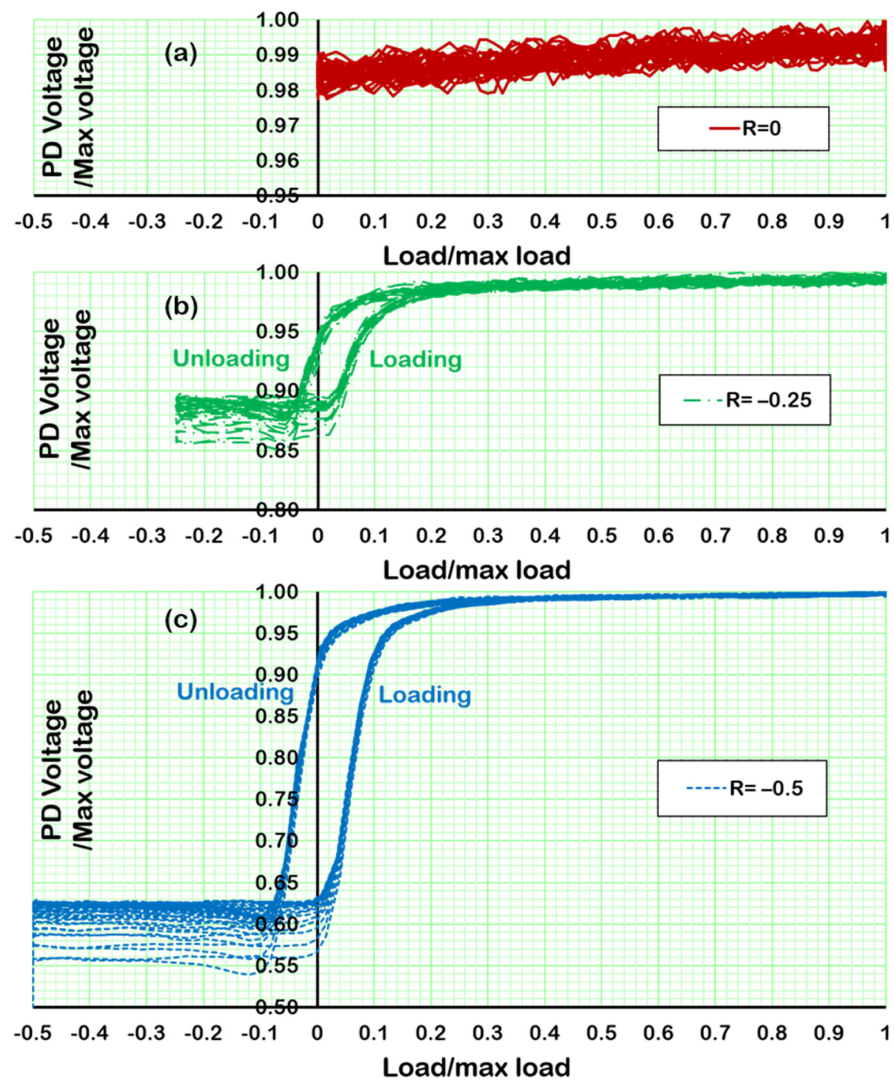 (a)
PD Voltage
/Max voltage
1.00
0.99
0.98
0.97
0.96
0.95
R=0
-0.5 -0.4 -0.3 -0.2 -0.1 0 0.1 0.2 0.3 0.4 0.5 0.6 0.7 0.8 0.9 1
Load/max load
(b)
PD Voltage
/Max voltage
1.00
0.95
0.90
0.85
0.80
Unloading
Loading
R= −0.25
-0.5 -0.4 -0.3 -0.2 -0.1 0 0.1 0.2 0.3 0.4 0.5 0.6 0.7 0.8 0.9 1
Load/max load
(c)
PD Voltage
/Max voltage
1.00
0.95
0.90
0.85
0.80
0.75
0.70
0.65
0.60
0.55
0.50
Unloading
Loading
R= −0.5
-0.5 -0.4 -0.3 -0.2 -0.1 0 0.1 0.2 0.3 0.4 0.5 0.6 0.7 0.8 0.9 1
Load/max load